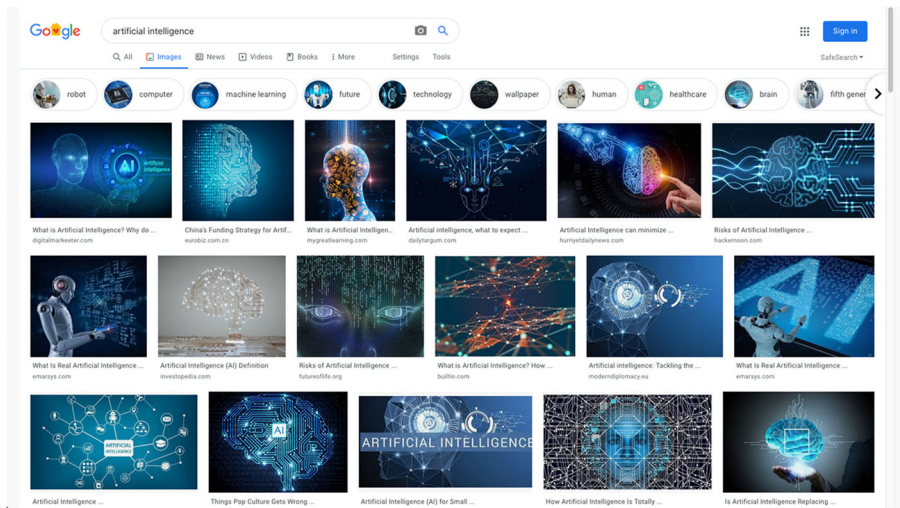 Google
artificial intelligence
Sign in
All Images News Videos Books More Settings Tools
SafeSearch
robot computer machine learning future technology wallpaper human healthcare brain fifth gener
Artificial Intelligence
AI
What is Artificial Intelligence? Why do ...
digitalmarketer.com
China's Funding Strategy for Artif...
eurobiz.com.cn
What is Artificial Intelligen...
mygreatlearning.com
Artificial intelligence, what to expect ...
dailytargum.com
Artificial Intelligence can minimize ...
hurriyetdailynews.com
Risks of Artificial Intelligence ...
hackernoon.com
AI
What Is Real Artificial Intelligence ...
emarsys.com
Artificial Intelligence (AI) Definition
investopedia.com
Risks of Artificial Intelligence ...
futureoflife.org
What is Artificial Intelligence? How ...
builtin.com
Artificial intelligence: Tackling the ...
moderndiplomacy.eu
What Is Real Artificial Intelligence ...
emarsys.com
ARTIFICIAL
INTELLIGENCE
AI
ARTIFICIAL INTELLIGENCE
Artificial Intelligence ...
Things Pop Culture Gets Wrong ...
Artificial Intelligence (AI) for Small ...
How Artificial Intelligence Is Totally ...
Is Artificial Intelligence Replacing ...